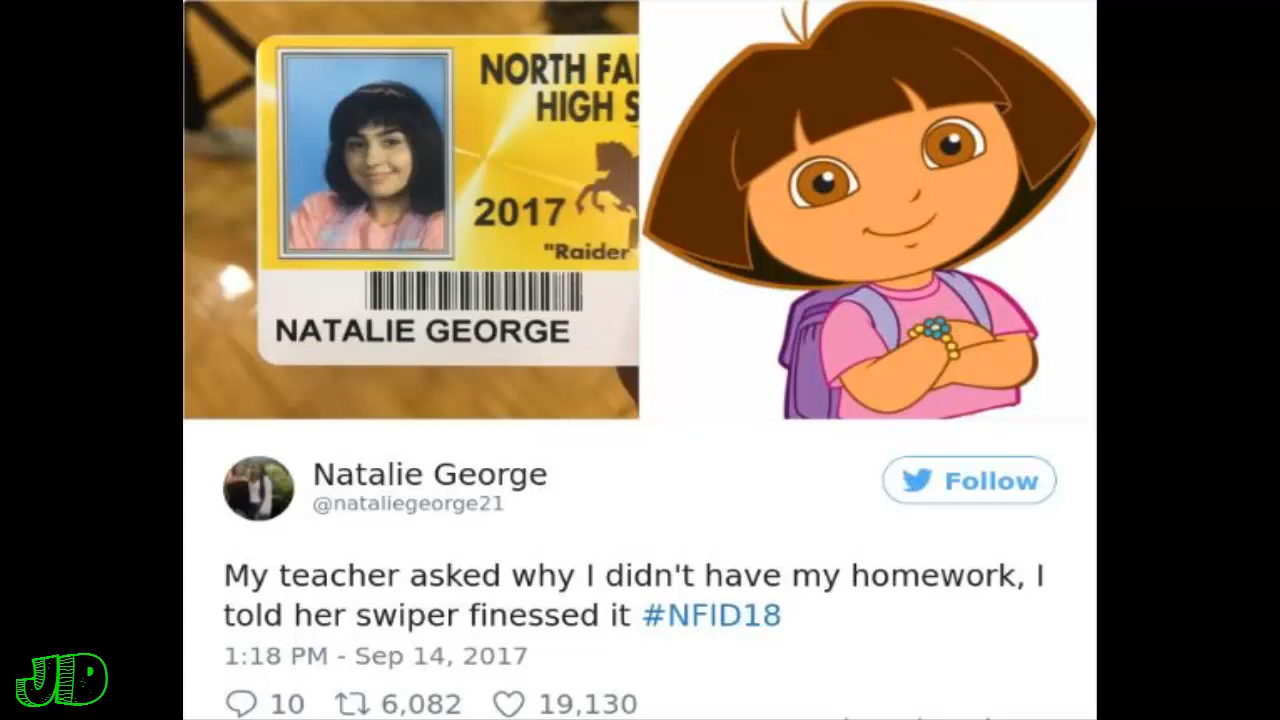 NORTH FA
HIGH S
2017
"Raider
NATALIE GEORGE
Natalie George
@nataliegeorge21
Follow
My teacher asked why I didn't have my homework, I
told her swiper finessed it #NFID18
1:18 PM - Sep 14, 2017
10 6,082 19,130
JD